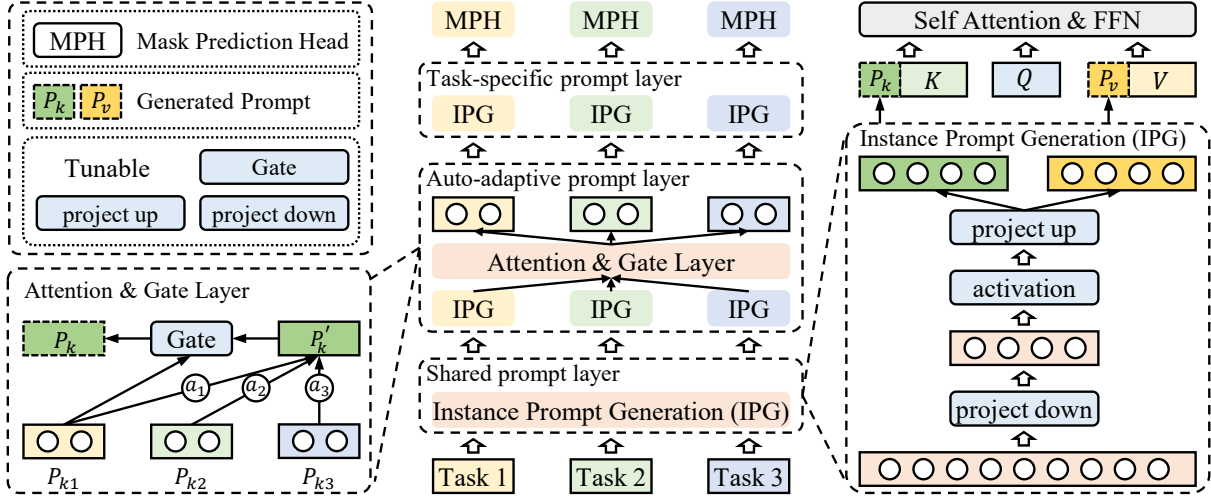 MPH Mask Prediction Head
P_k P_v Generated Prompt
Tunable Gate
project up project down
Attention & Gate Layer
P_k Gate P_k'
a_1 a_2 a_3
P_k1 P_k2 P_k3
MPH MPH MPH
Task-specific prompt layer
IPG IPG IPG
Auto-adaptive prompt layer
Attention & Gate Layer
IPG IPG IPG
Shared prompt layer
Instance Prompt Generation (IPG)
Task 1 Task 2 Task 3
Self Attention & FFN
P_k K Q P_v V
Instance Prompt Generation (IPG)
project up
activation
project down